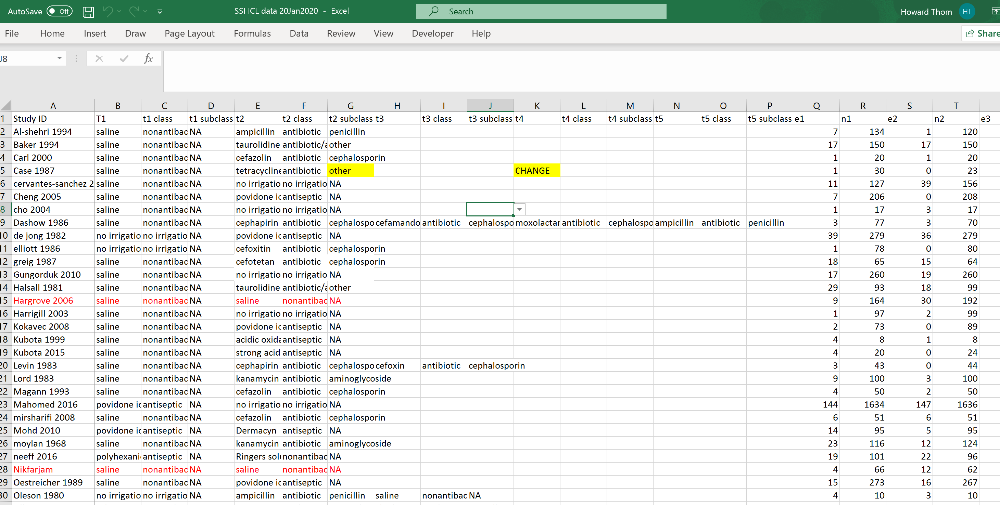 AutoSave Off SSI ICL data 20Jan2020 - Excel Search Howard Thom HT
File Home Insert Draw Page Layout Formulas Data Review View Developer Help Share
J8 fx
A B C D E F G H I J K L M N O P Q R S T
1 Study ID T1 t1 class t1 subclass t2 t2 class t2 subclass t3 t3 class t3 subclass t4 t4 class t4 subclass t5 t5 class t5 subclass e1 n1 e2 n2 e3
2 Al-shehri 1994 saline nonantibac NA ampicillin antibiotic penicillin 7 134 1 120
3 Baker 1994 saline nonantibac NA taurolidine antibiotic/a other 17 150 17 150
4 Carl 2000 saline nonantibac NA cefazolin antibiotic cephalosporin 1 20 1 20
5 Case 1987 saline nonantibac NA tetracycline antibiotic other CHANGE 1 30 0 23
6 cervantes-sanchez 2 saline nonantibac NA no irrigatio no irrigatio NA 11 127 39 156
7 Cheng 2005 saline nonantibac NA povidone ic antiseptic NA 7 206 0 208
8 cho 2004 saline nonantibac NA no irrigatio no irrigatio NA 1 17 3 17
9 Dashow 1986 saline nonantibac NA cephapirin antibiotic cephalospo cefamando antibiotic cephalospo moxolactar antibiotic cephalospo ampicillin antibiotic penicillin 3 77 3 70
10 de jong 1982 no irrigatio no irrigatio NA povidone ic antiseptic NA 39 279 36 279
11 elliott 1986 no irrigatio no irrigatio NA cefoxitin antibiotic cephalosporin 1 78 0 80
12 greig 1987 saline nonantibac NA cefotetan antibiotic cephalosporin 18 65 15 64
13 Gungorduk 2010 saline nonantibac NA no irrigatio no irrigatio NA 17 260 19 260
14 Halsall 1981 saline nonantibac NA taurolidine antibiotic/a other 29 93 18 99
15 Hargrove 2006 saline nonantibac NA saline nonantibac NA 9 164 30 192
16 Harrigill 2003 saline nonantibac NA no irrigatio no irrigatio NA 1 97 2 99
17 Kokavec 2008 saline nonantibac NA povidone ic antiseptic NA 2 73 0 89
18 Kubota 1999 saline nonantibac NA acidic oxida antiseptic NA 4 8 1 8
19 Kubota 2015 saline nonantibac NA strong acid antiseptic NA 4 20 0 24
20 Levin 1983 saline nonantibac NA cephapirin antibiotic cephalospo cefoxin antibiotic cephalosporin 3 43 0 44
21 Lord 1983 saline nonantibac NA kanamycin antibiotic aminoglycoside 9 100 3 100
22 Magann 1993 saline nonantibac NA cefazolin antibiotic cephalosporin 4 50 2 50
23 Mahomed 2016 povidone ic antiseptic NA no irrigatio no irrigatio NA 144 1634 147 1636
24 mirsharifi 2008 saline nonantibac NA cefazolin antibiotic cephalosporin 6 51 6 51
25 Mohd 2010 povidone ic antiseptic NA Dermacyn antiseptic NA 14 95 5 95
26 moylan 1968 saline nonantibac NA kanamycin antibiotic aminoglycoside 23 116 12 124
27 neeff 2016 polyhexani antiseptic NA Ringers solu nonantibac NA 19 101 22 96
28 Nikfarjam saline nonantibac NA saline nonantibac NA 4 66 12 62
29 Oestreicher 1989 saline nonantibac NA povidone ic antiseptic NA 15 273 16 267
30 Oleson 1980 no irrigatio no irrigatio NA ampicillin antibiotic penicillin saline nonantibac NA 4 10 3 10